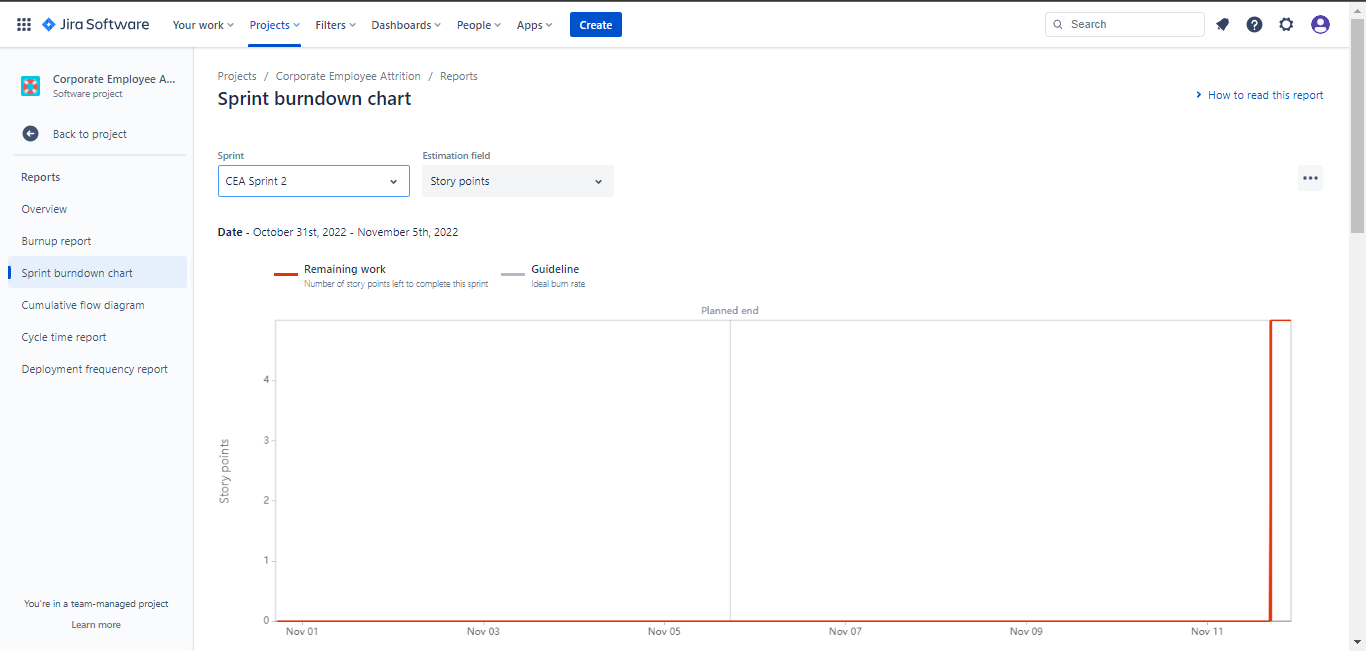 Jira Software Your work Projects Filters Dashboards People Apps Create Search
Corporate Employee A...
Software project
Back to project
Reports
Overview
Burnup report
Sprint burndown chart
Cumulative flow diagram
Cycle time report
Deployment frequency report
You're in a team-managed project
Learn more
Projects / Corporate Employee Attrition / Reports
Sprint burndown chart
How to read this report
Sprint Estimation field
CEA Sprint 2 Story points
Date - October 31st, 2022 - November 5th, 2022
Remaining work Guideline
Number of story points left to complete this sprint Ideal burn rate
Planned end
Story points
4
3
2
1
0
Nov 01 Nov 03 Nov 05 Nov 07 Nov 09 Nov 11